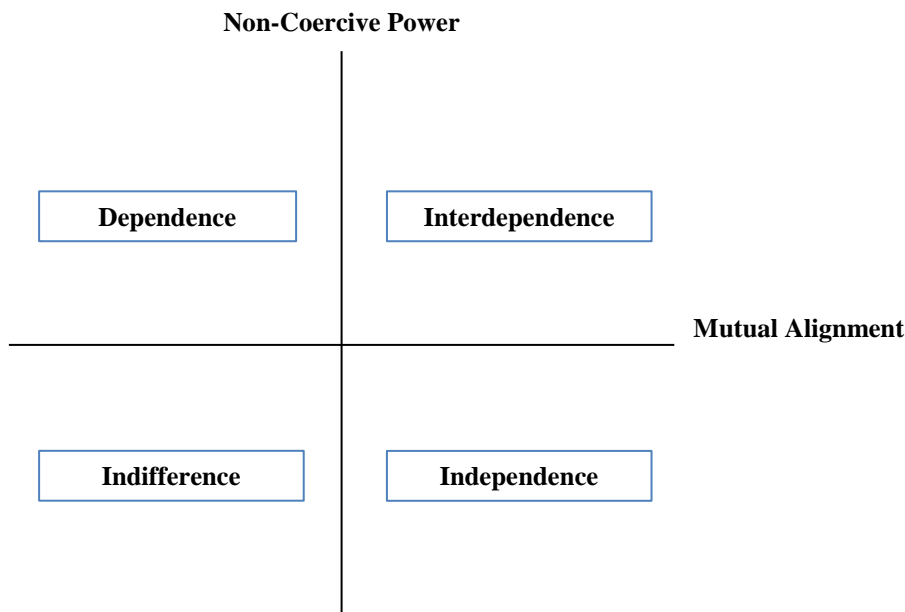 Non-Coercive Power
Dependence
Interdependence
Mutual Alignment
Indifference
Independence